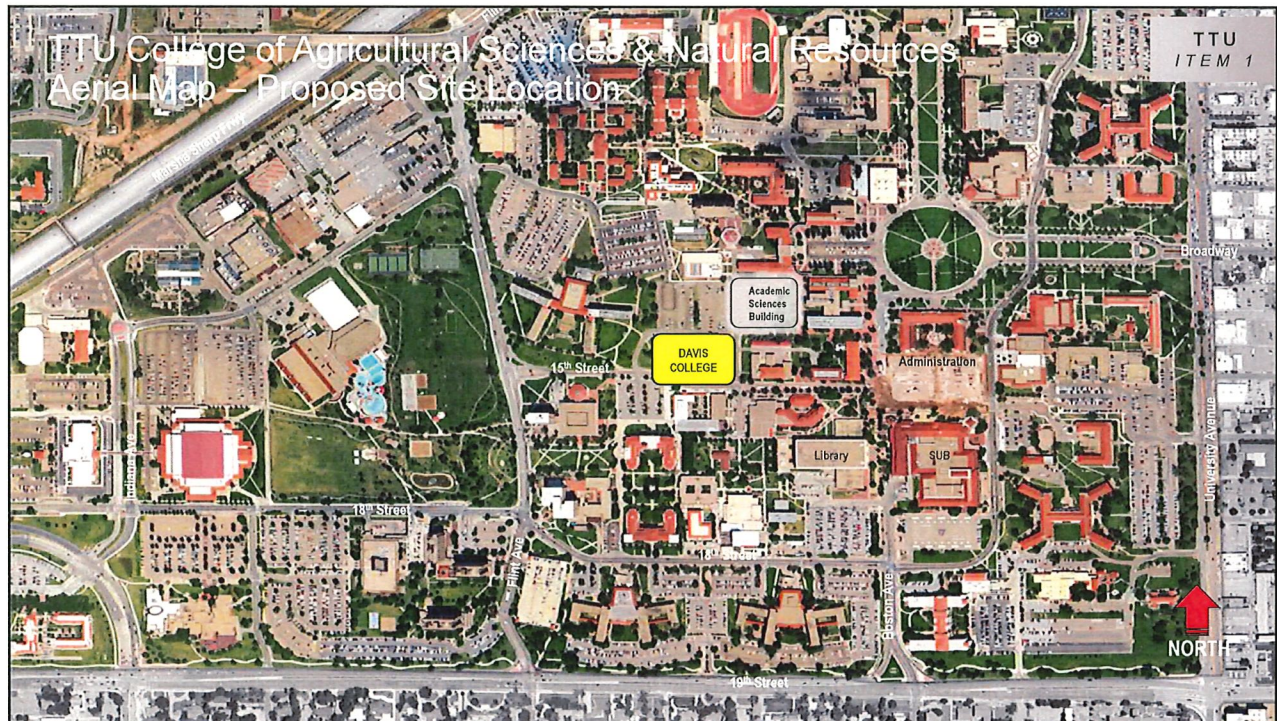 TTU College of Agricultural Sciences & Natural Resources
Aerial Map – Proposed Site Location
TTU
ITEM 1
Marsha Sharp Frwy
Broadway
Academic
Sciences
Building
DAVIS
COLLEGE
15th Street
Administration
Library
SUB
Indiana Ave
University Avenue
18th Street
18th Street
Flint Ave
Boston Ave
NORTH
19th Street